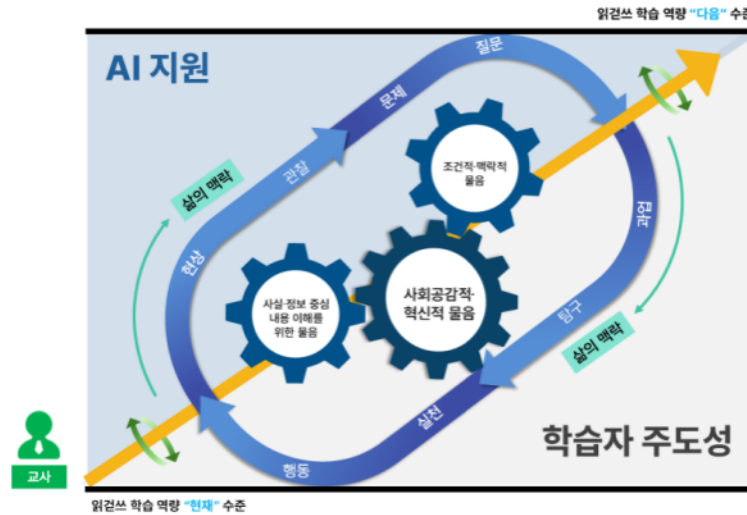 읽걷쓰 학습 역량 “다음” 수준
AI 지원
질문
문제
관찰
현상
삶의 맥락
조건적·맥락적
물음
과업
사실·정보 중심
내용 이해를
위한 물음
사회공감적·
혁신적 물음
탐구
삶의 맥락
실천
행동
학습자 주도성
교사
읽걷쓰 학습 역량 “현재” 수준